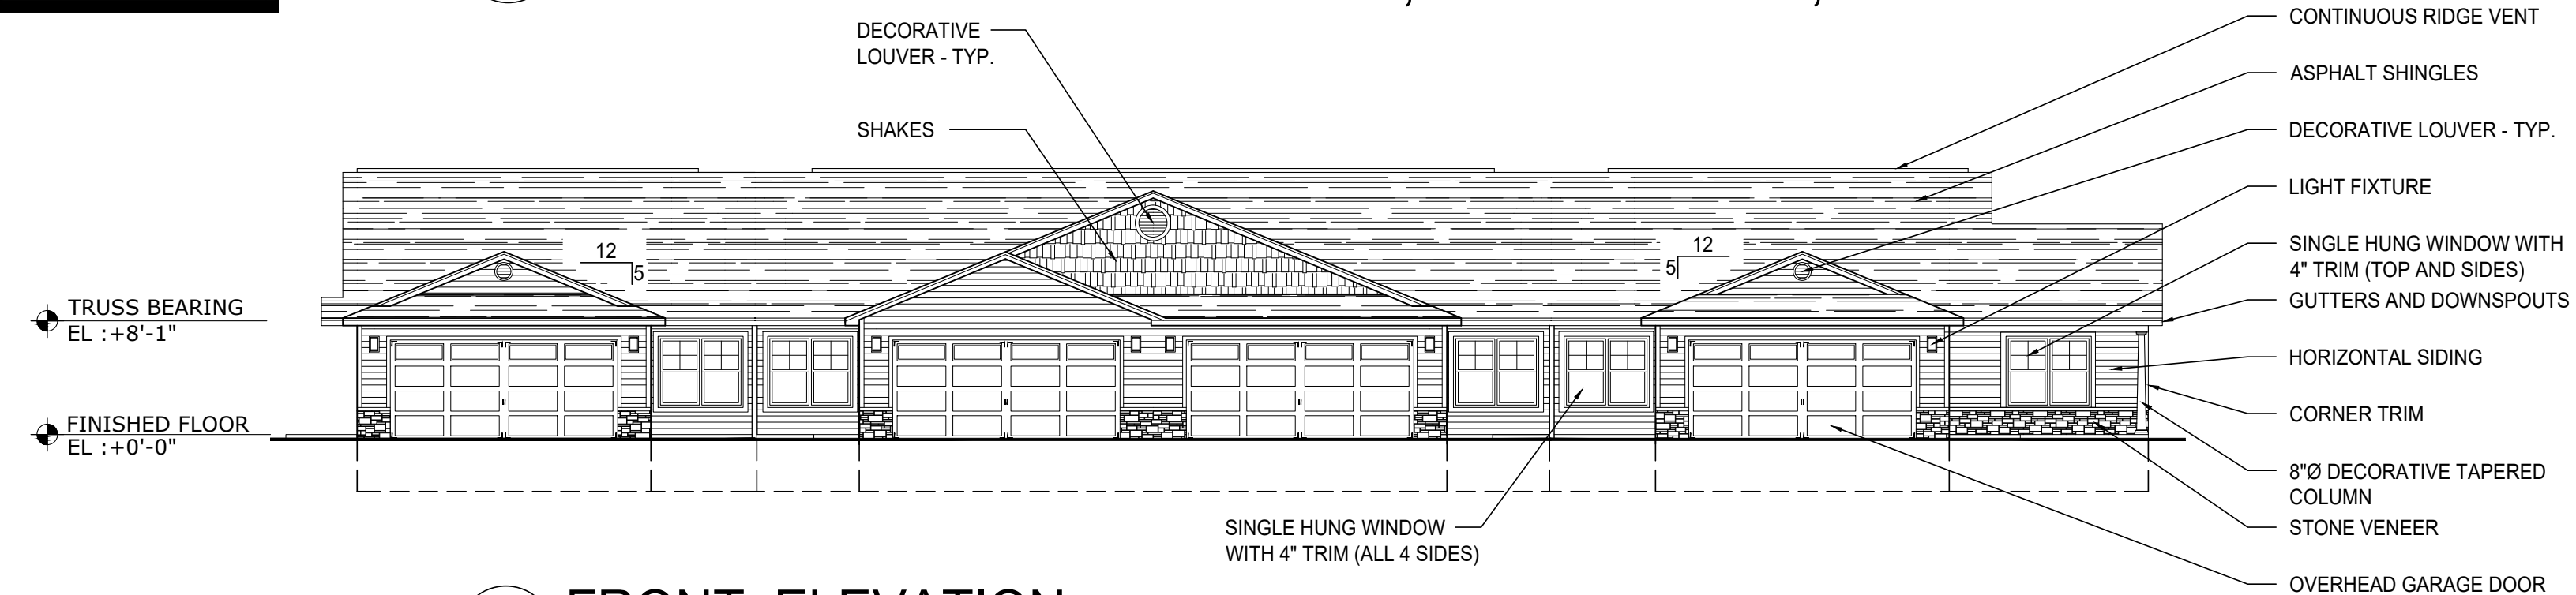 DECORATIVE
LOUVER - TYP.
SHAKES
12
5
12
5
TRUSS BEARING
EL :+8'-1"
FINISHED FLOOR
EL :+0'-0"
SINGLE HUNG WINDOW
WITH 4" TRIM (ALL 4 SIDES)
CONTINUOUS RIDGE VENT
ASPHALT SHINGLES
DECORATIVE LOUVER - TYP.
LIGHT FIXTURE
SINGLE HUNG WINDOW WITH
4" TRIM (TOP AND SIDES)
GUTTERS AND DOWNSPOUTS
HORIZONTAL SIDING
CORNER TRIM
8"Ø DECORATIVE TAPERED
COLUMN
STONE VENEER
OVERHEAD GARAGE DOOR
FRONT ELEVATION